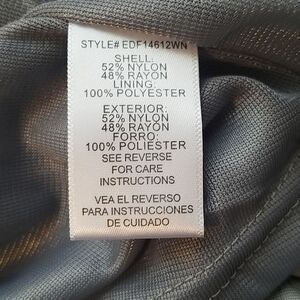 STYLE# EDF14612WN
SHELL:
52% NYLON
48% RAYON
LINING:
100% POLYESTER
EXTERIOR:
52% NYLON
48% RAYON
FORRO:
100% POLIESTER
SEE REVERSE
FOR CARE
INSTRUCTIONS
VEA EL REVERSO
PARA INSTRUCCIONES
DE CUIDADO